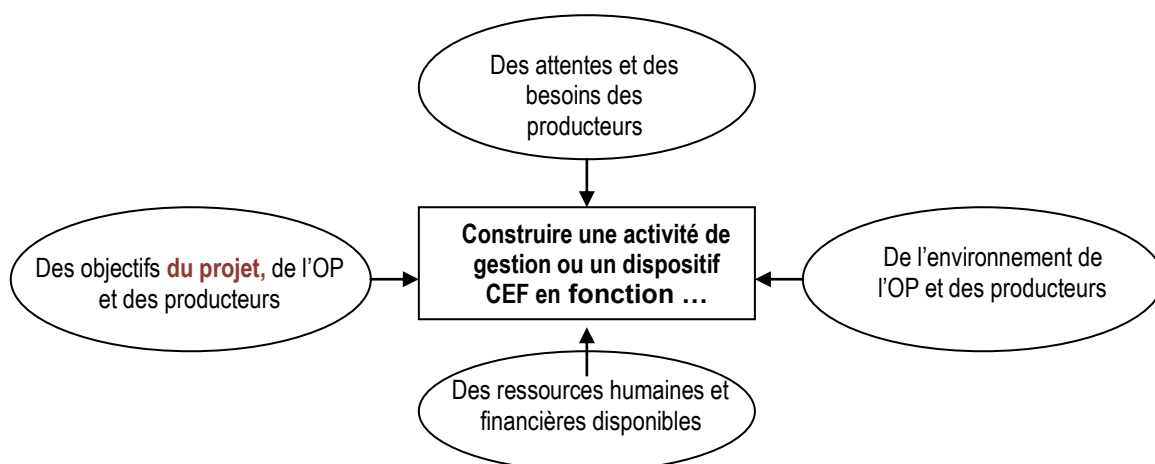 Des attentes et des
besoins des
producteurs
Construire une activité de
gestion ou un dispositif
CEF en fonction …
Des objectifs du projet, de l'OP
et des producteurs
De l'environnement de
l'OP et des producteurs
Des ressources humaines et
financières disponibles